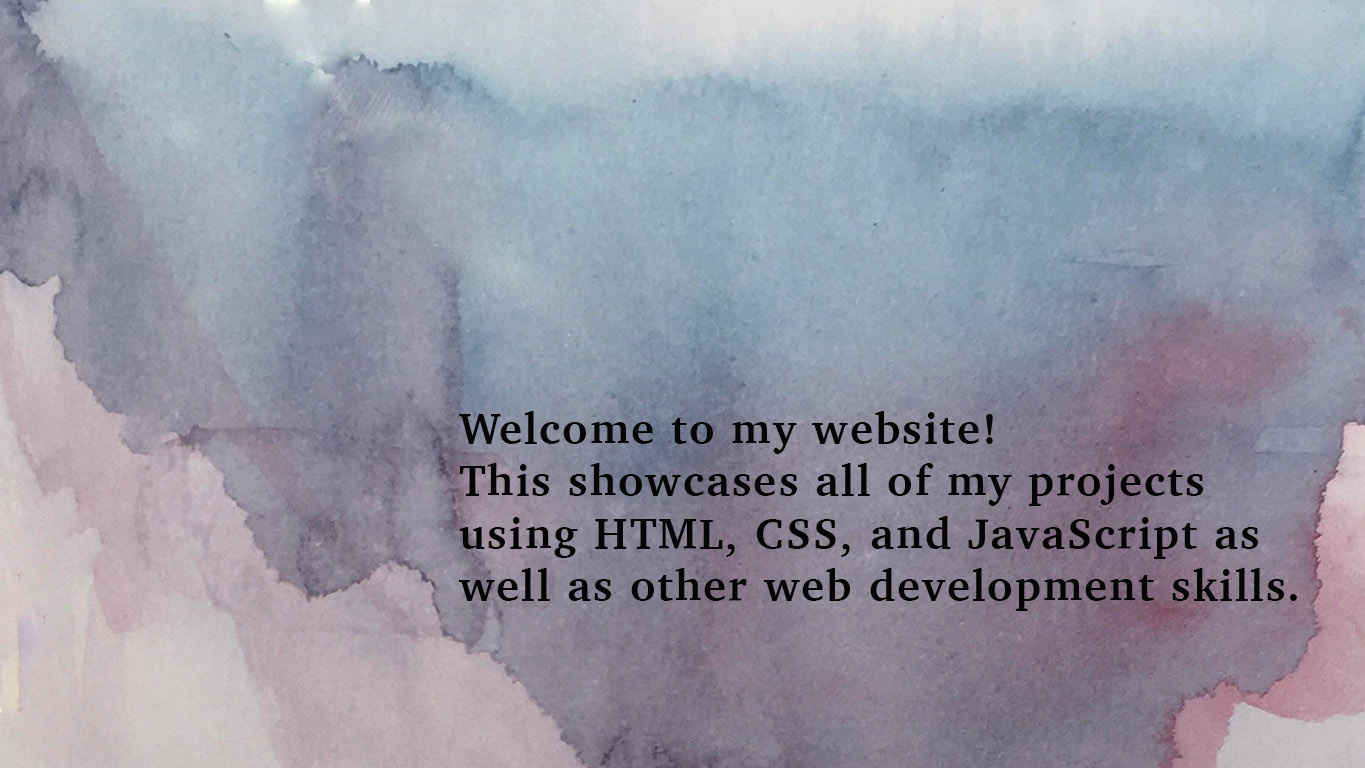 Welcome to my website!
This showcases all of my projects
using HTML, CSS, and JavaScript as
well as other web development skills.